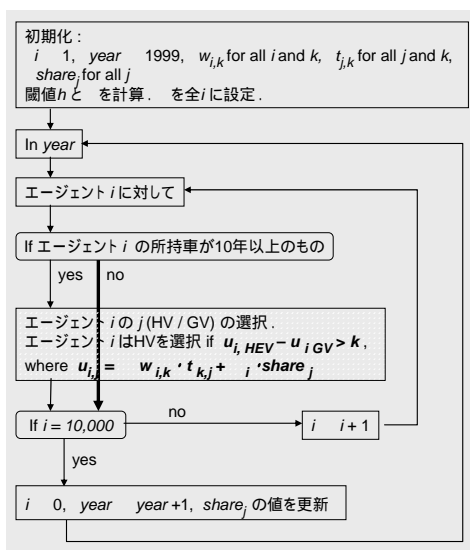 初期化 :
i 1, year 1999, w_{i,k} for all i and k, t_{j,k} for all j and k,
share_j for all j
閾値h と を計算 . を全i に設定 .
In year
エージェント i に対して
If エージェント i の所持車が10年以上のもの
yes no
エージェント i の j (HV / GV) の選択 .
エージェント i はHVを選択 if u_{i, HEV} – u_{i GV} > k ,
where u_{i,j} = w_{i,k} · t_{k,j} + _i · share_j
If i = 10,000
no
i i + 1
yes
i 0, year year +1, share_j の値を更新